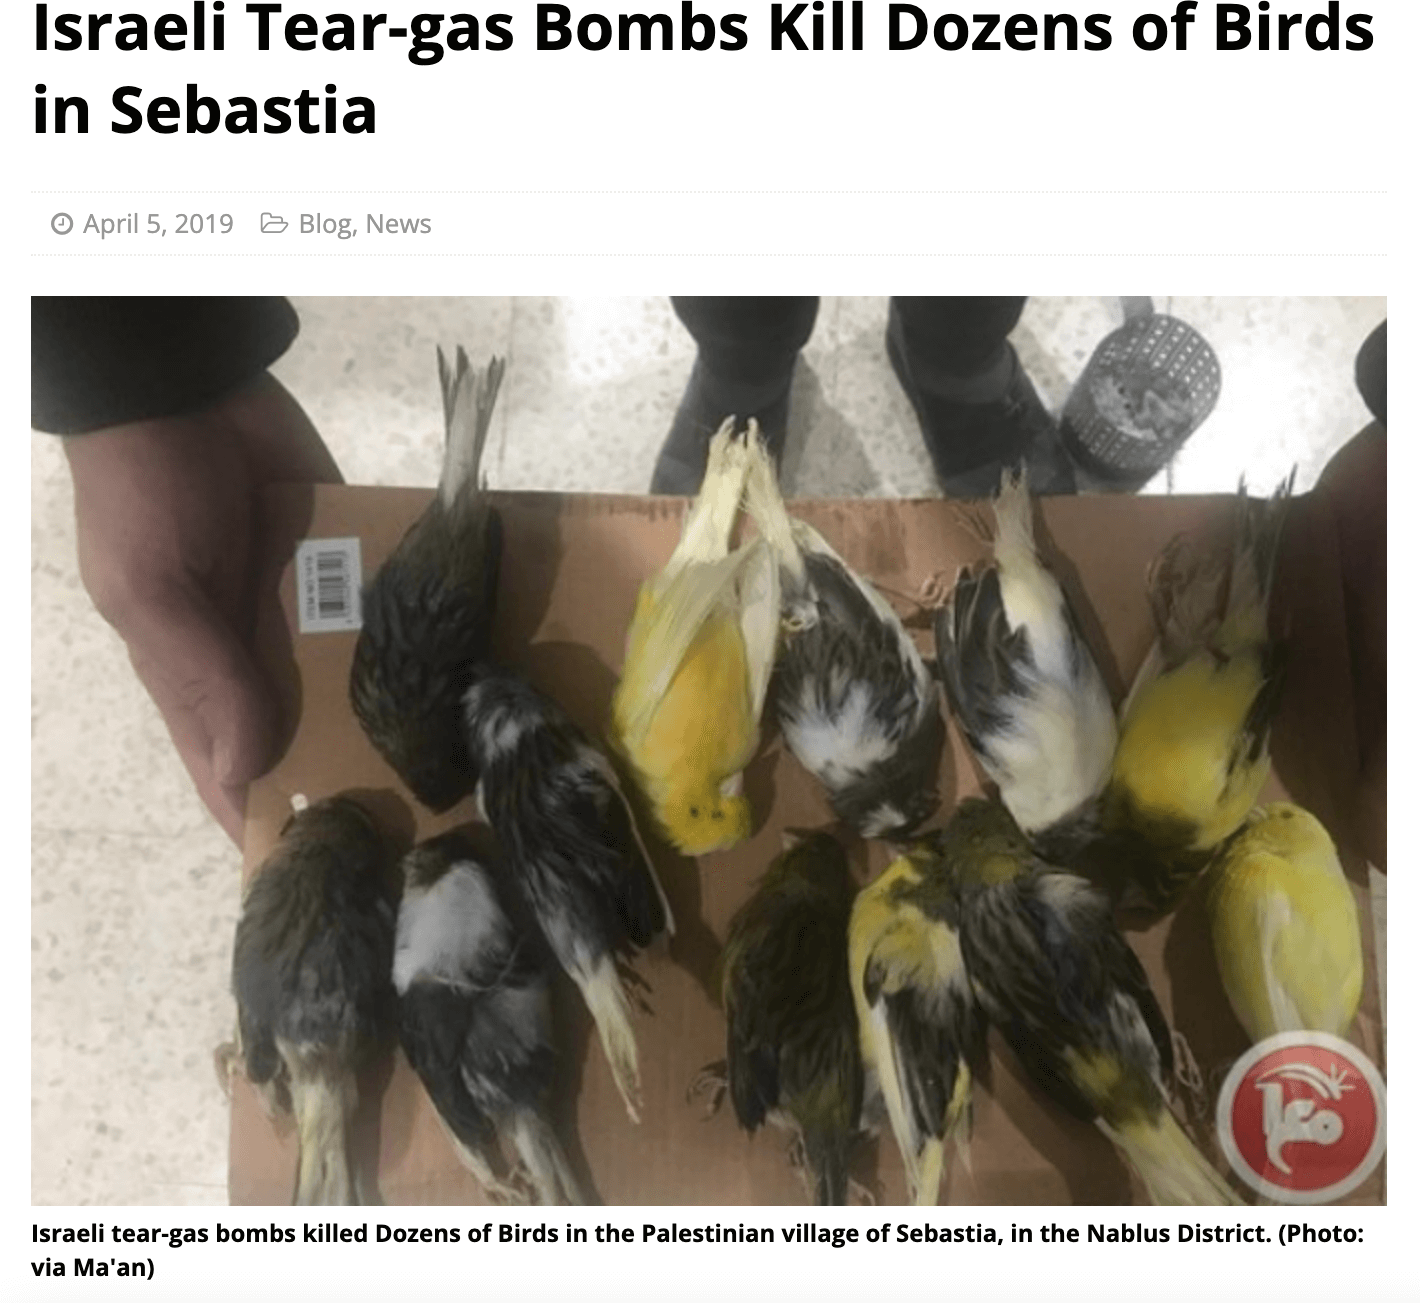 Israeli Tear-gas Bombs Kill Dozens of Birds
in Sebastia
April 5, 2019 Blog, News
معا
Israeli tear-gas bombs killed Dozens of Birds in the Palestinian village of Sebastia, in the Nablus District. (Photo:
via Ma'an)